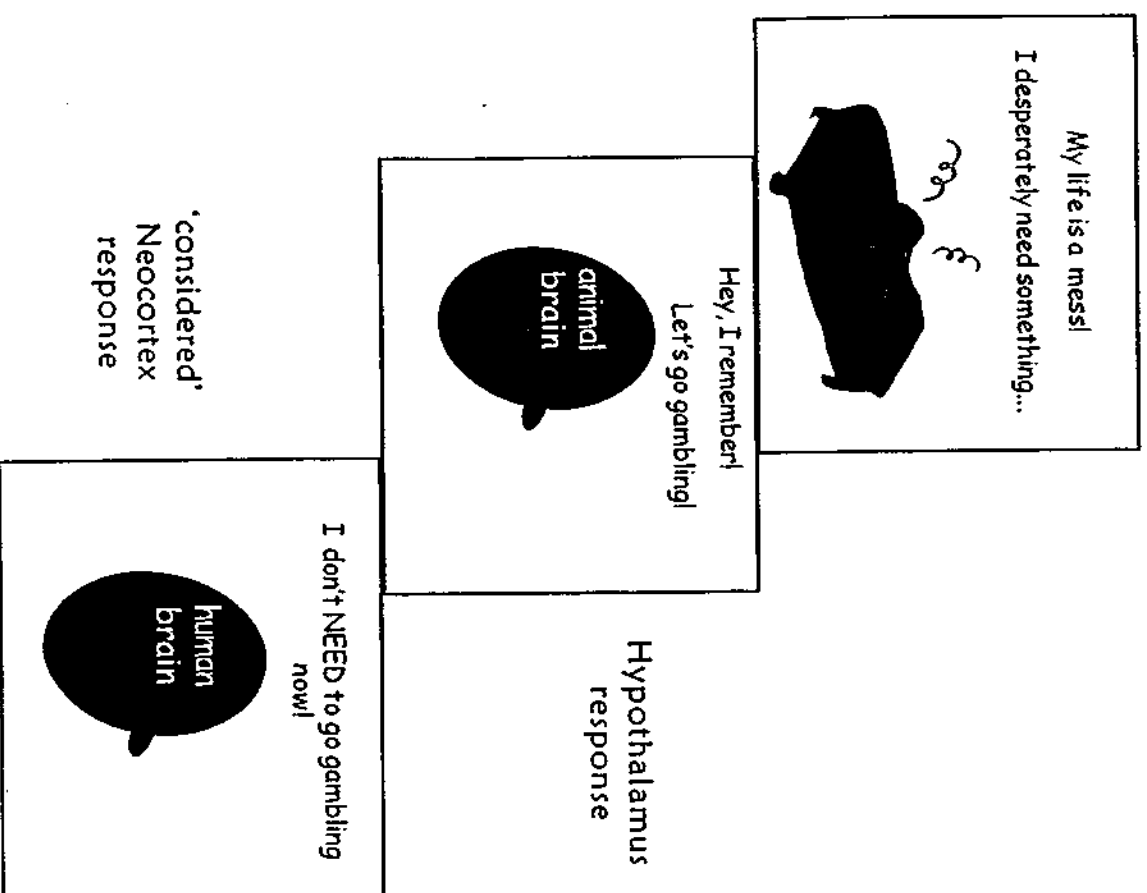 My life is a mess!
I desperately need something...
Hey, I remember!
Let's go gambling!
animal
brain
Hypothalamus
response
'considered'
Neocortex
response
I don't NEED to go gambling
now!
human
brain